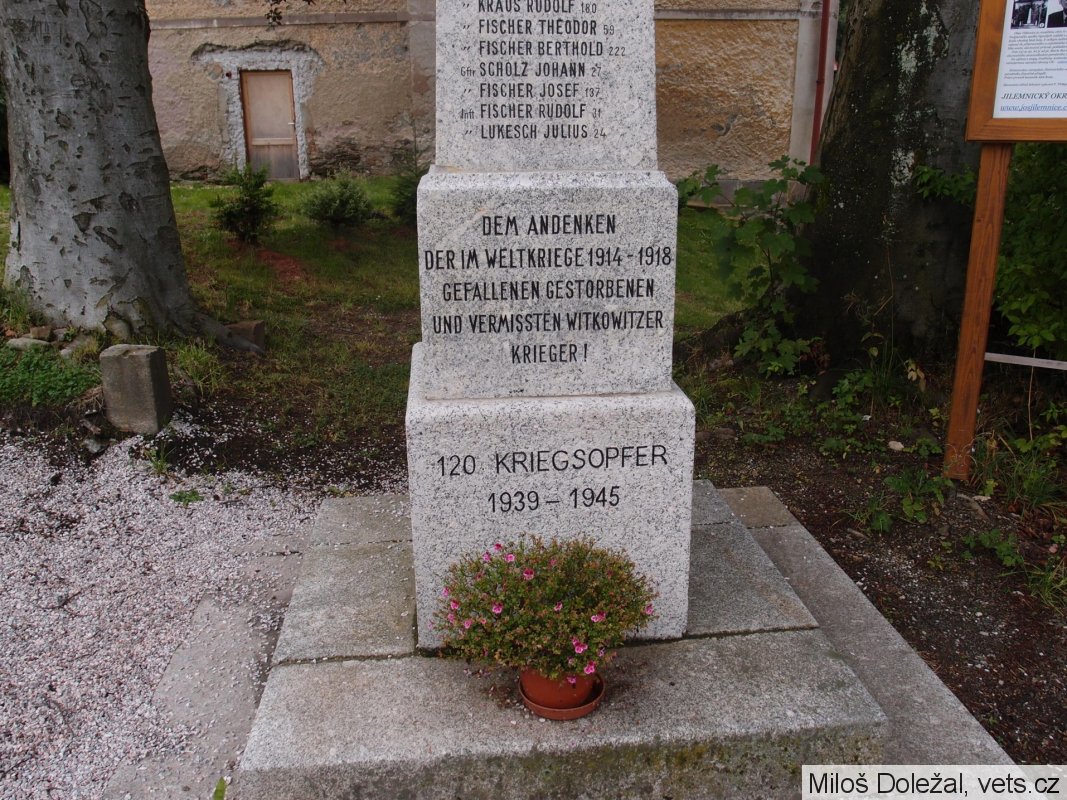 〃 KRAUS RUDOLF 180
〃 FISCHER THEODOR 59
〃 FISCHER BERTHOLD 222
Gftr SCHOLZ JOHANN 27
〃 FISCHER JOSEF 137
Jnft FISCHER RUDOLF 31
〃 LUKESCH JULIUS 24
DEM ANDENKEN
DER IM WELTKRIEGE 1914-1918
GEFALLENEN GESTORBENEN
UND VERMISSTEN WITKOWITZER
KRIEGER!
120 KRIEGSOPFER
1939 – 1945
JILEMNICKÝ OKR
www.josjilemnice.c
Miloš Doležal, vets.cz